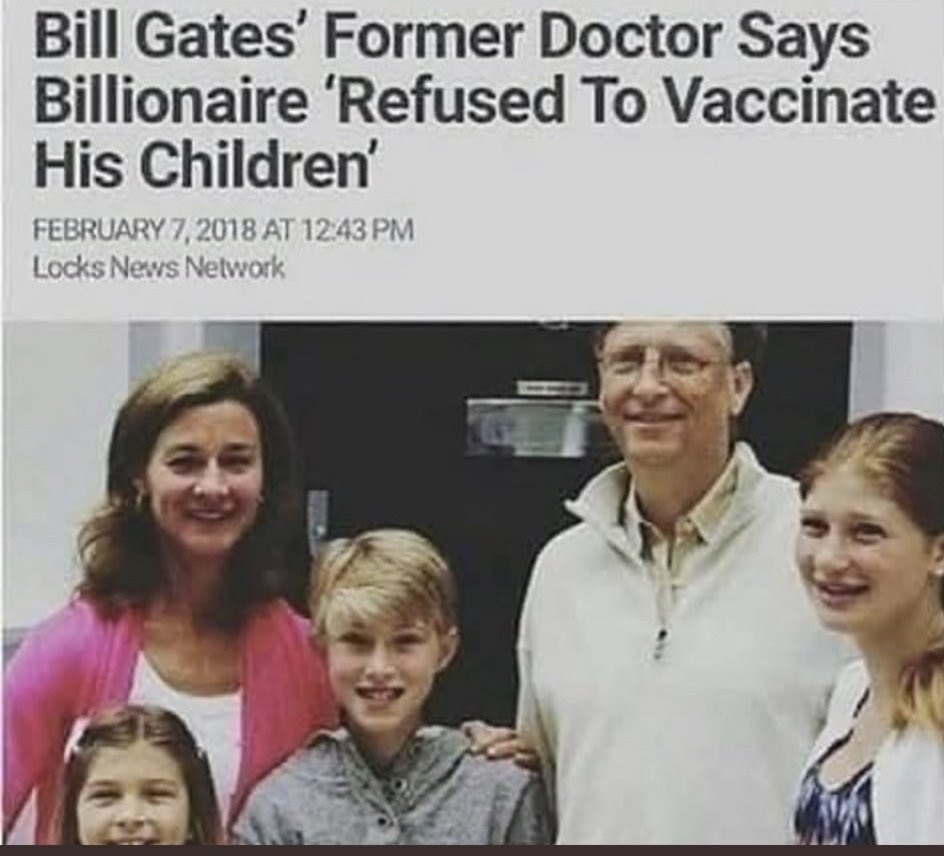 Bill Gates’ Former Doctor Says
Billionaire ‘Refused To Vaccinate
His Children’
FEBRUARY 7, 2018 AT 12:43 PM
Locks News Network